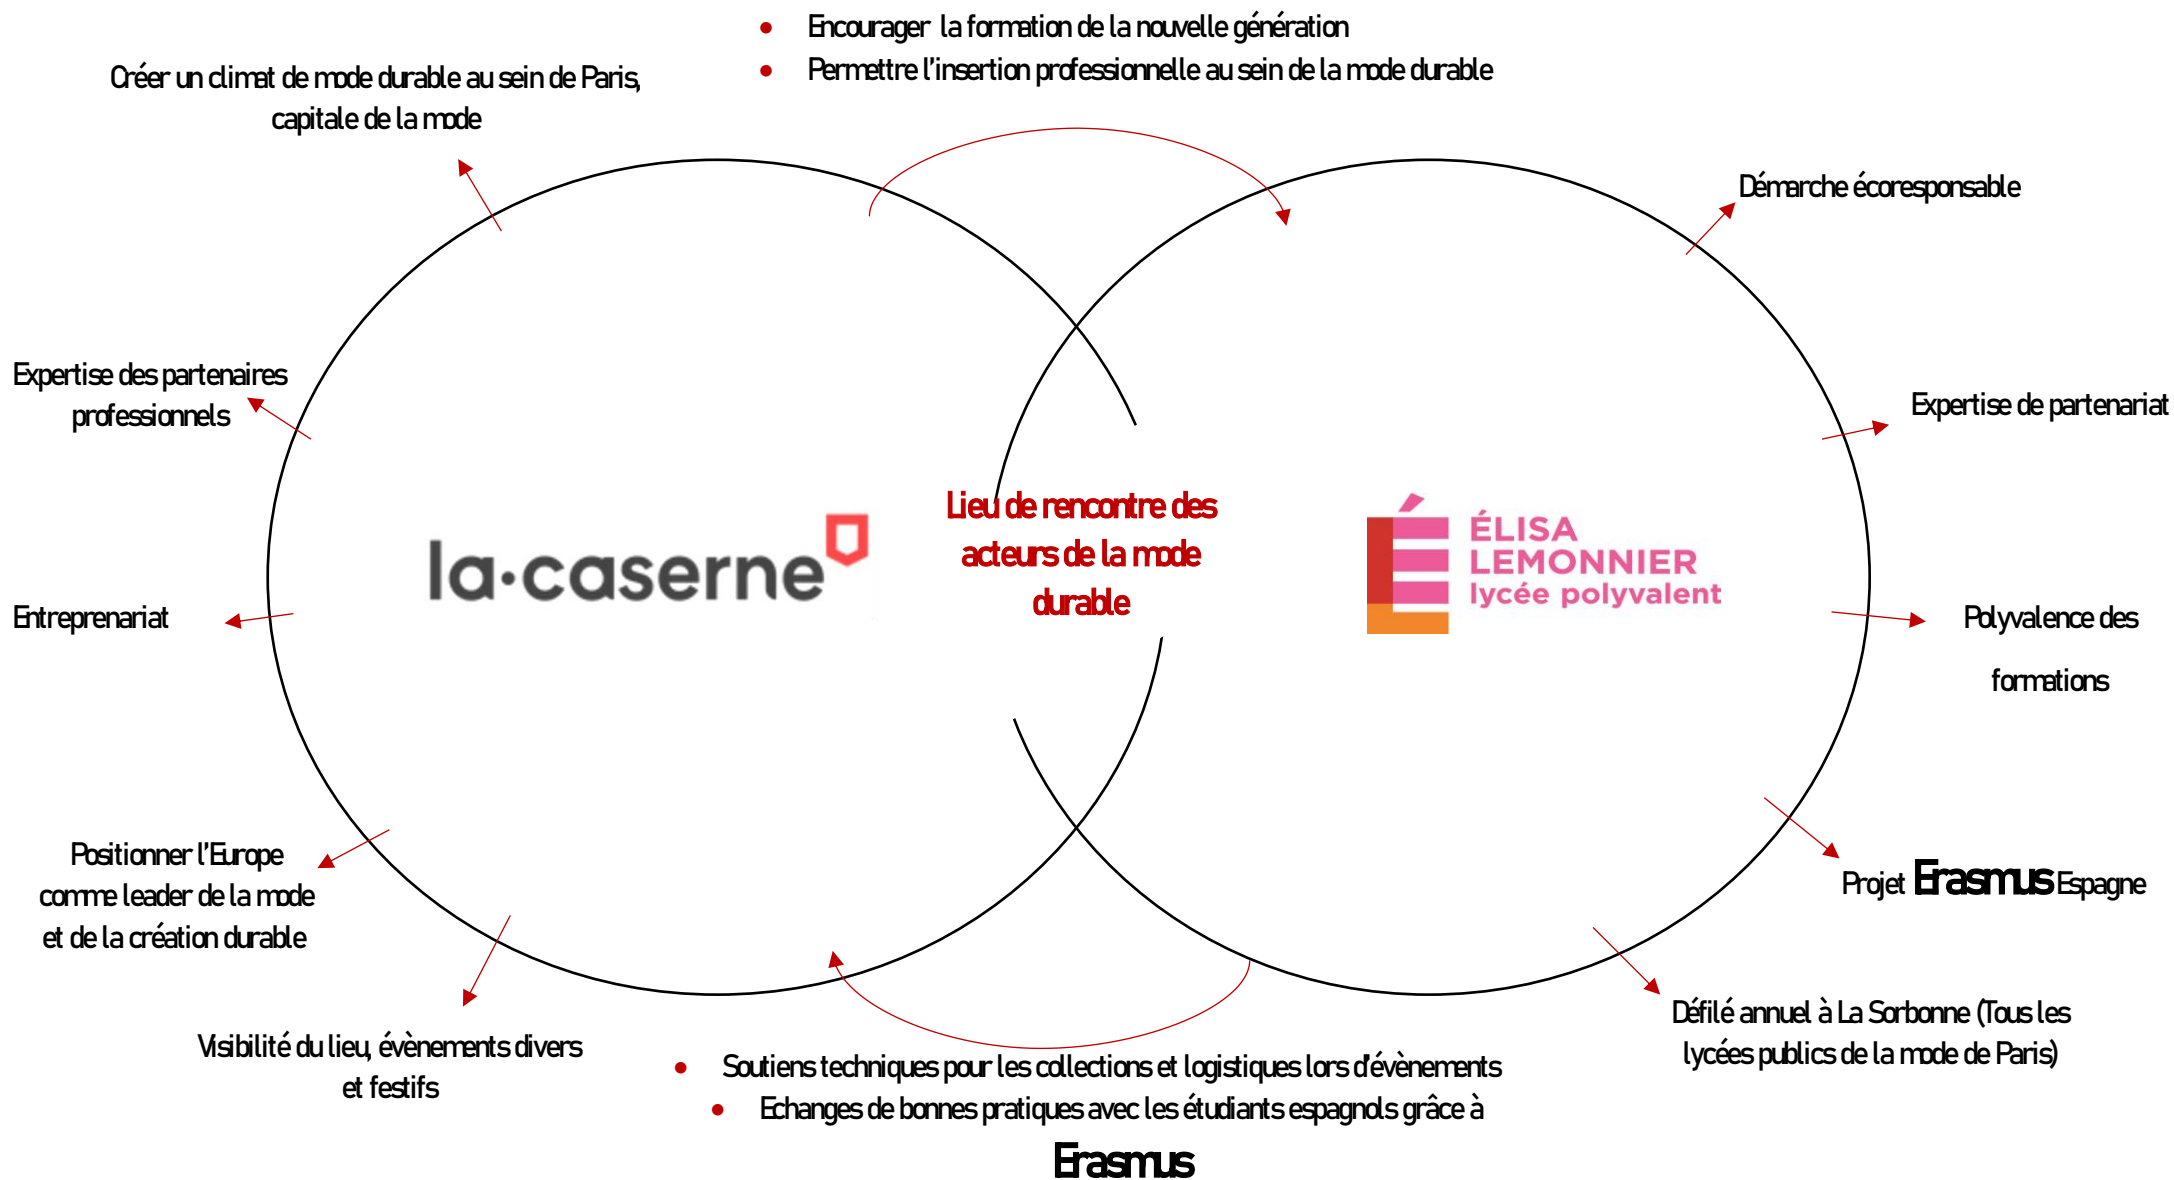 Encourager la formation de la nouvelle génération
Permettre l'insertion professionnelle au sein de la mode durable
Créer un climat de mode durable au sein de Paris,
capitale de la mode
Démarche écoresponsable
Expertise des partenaires
professionnels
Expertise de partenariat
Lieu de rencontre des
acteurs de la mode
durable
la·caserne
ÉLISA
LEMONNIER
lycée polyvalent
Entreprenariat
Polyvalence des
formations
Positionner l'Europe
comme leader de la mode
et de la création durable
Projet Erasmus Espagne
Visibilité du lieu, évènements divers
et festifs
Défilé annuel à La Sorbonne (Tous les
lycées publics de la mode de Paris)
Soutiens techniques pour les collections et logistiques lors d'évènements
Echanges de bonnes pratiques avec les étudiants espagnols grâce à
Erasmus